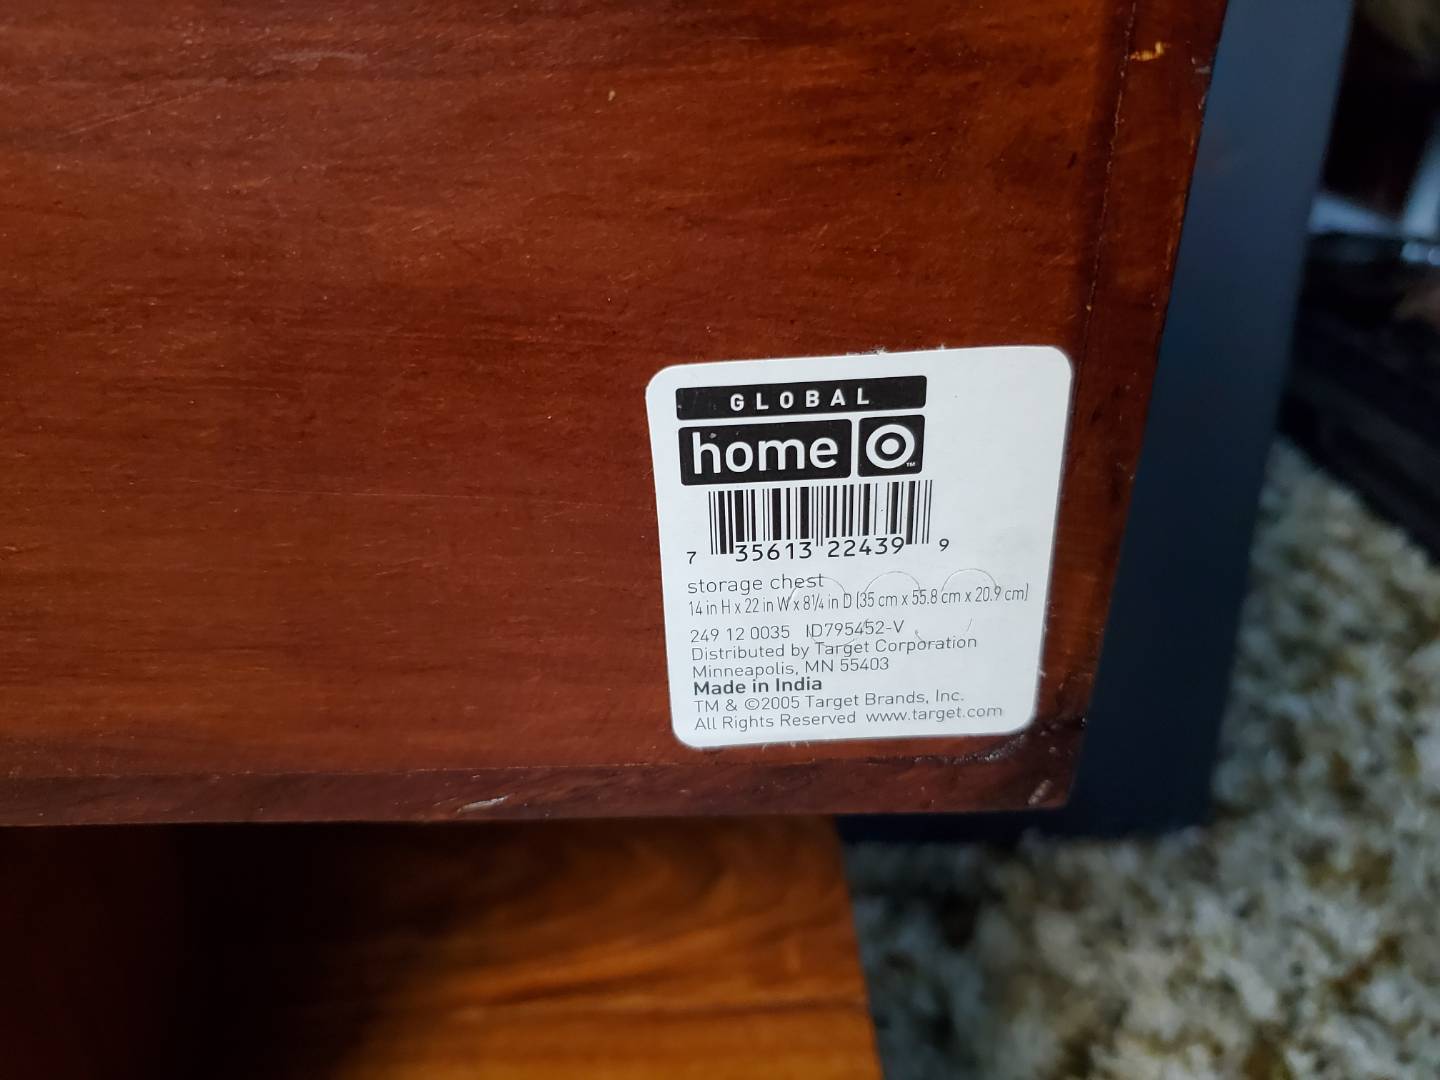 GLOBAL
home
7 35613 22439 9
storage chest
14 in H x 22 in W x 8¼ in D (35 cm x 55.8 cm x 20.9 cm)
249 12 0035 ID795452-V
Distributed by Target Corporation
Minneapolis, MN 55403
Made in India
TM & ©2005 Target Brands, Inc.
All Rights Reserved www.target.com